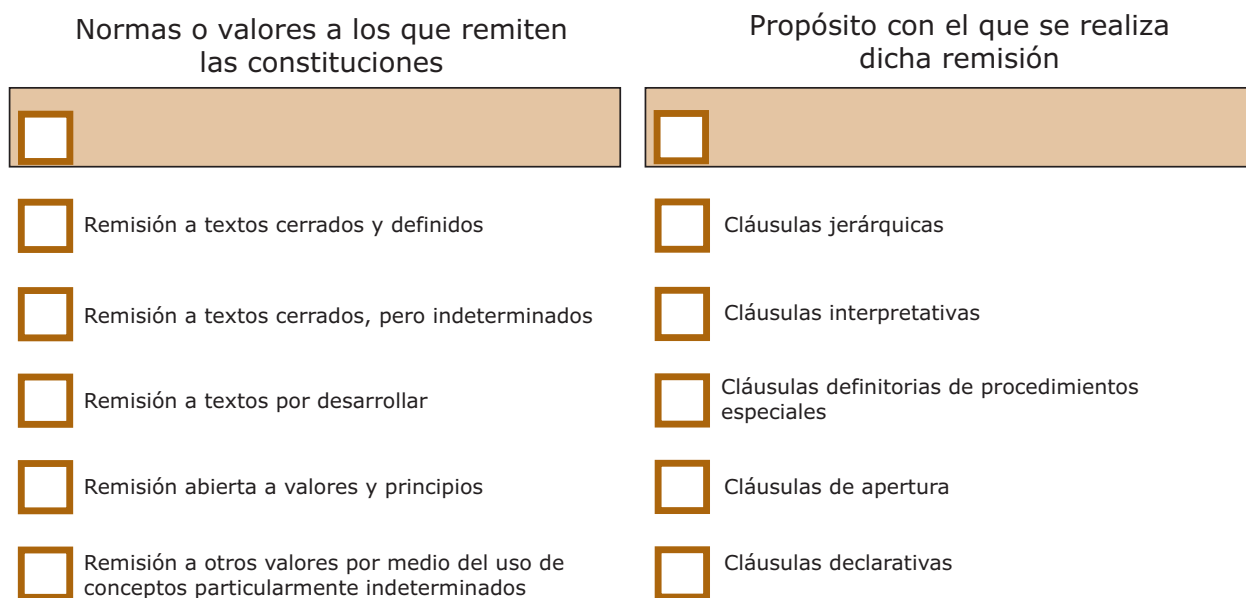 Normas o valores a los que remiten
las constituciones
Remisión a textos cerrados y definidos
Remisión a textos cerrados, pero indeterminados
Remisión a textos por desarrollar
Remisión abierta a valores y principios
Remisión a otros valores por medio del uso de
conceptos particularmente indeterminados
Propósito con el que se realiza
dicha remisión
Cláusulas jerárquicas
Cláusulas interpretativas
Cláusulas definitorias de procedimientos
especiales
Cláusulas de apertura
Cláusulas declarativas